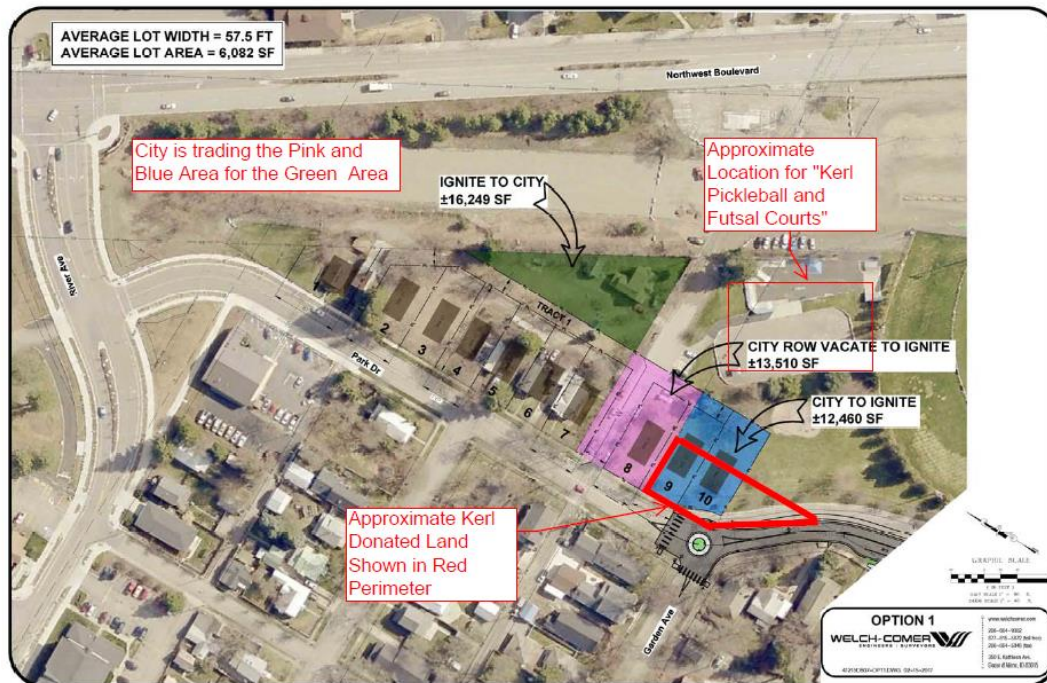 AVERAGE LOT WIDTH = 57.5 FT
AVERAGE LOT AREA = 6,082 SF
Northwest Boulevard
City is trading the Pink and
Blue Area for the Green Area
IGNITE TO CITY
±16,249 SF
Approximate
Location for "Kerl
Pickleball and
Futsal Courts"
River Ave
1
2
3
4
5
6
7
8
9
10
TRACT 1
Park Dr
CITY ROW VACATE TO IGNITE
±13,510 SF
CITY TO IGNITE
±12,460 SF
Approximate Kerl
Donated Land
Shown in Red
Perimeter
Garden Ave
GRAPHIC SCALE
OPTION 1
WELCH-COMER
ENGINEERS | SURVEYORS
www.welchcomer.com